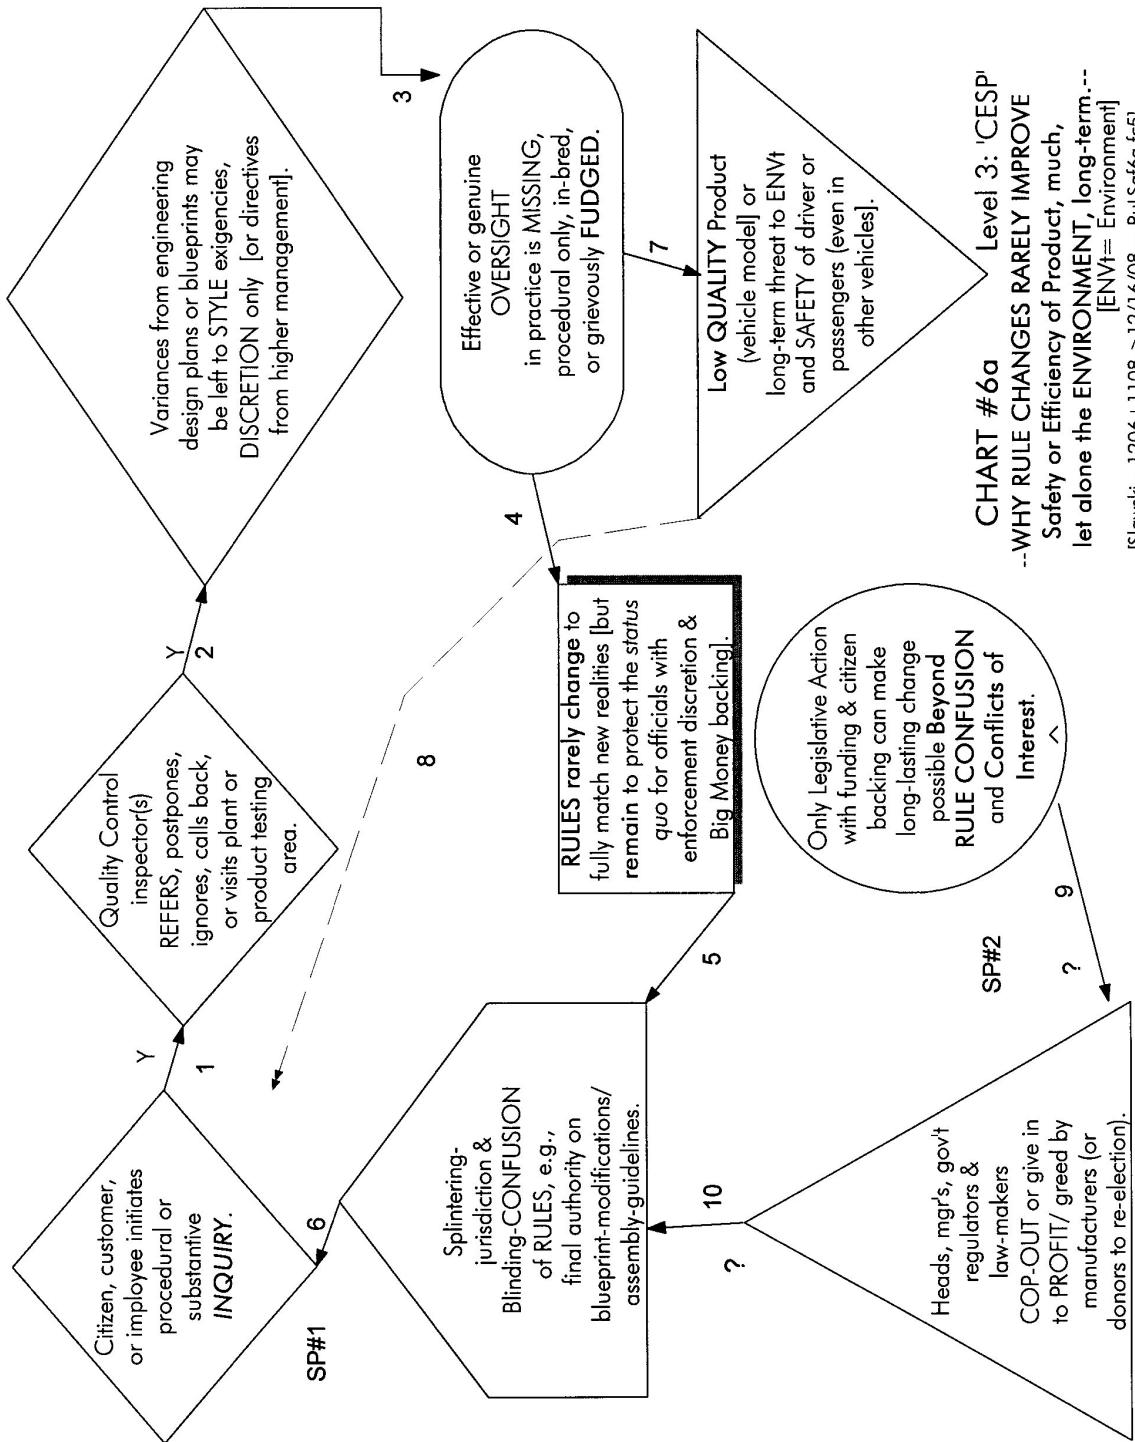 Citizen, customer,
or imployee initiates
procedural or
substantive
INQUIRY.
SP#1
Y
1
Quality Control
inspector(s)
REFERS, postpones,
ignores, calls back,
or visits plant or
product testing
area.
Y
2
Variances from engineering
design plans or blueprints may
be left to STYLE exigencies,
DISCRETION only [or directives
from higher management].
3
Effective or genuine
OVERSIGHT
in practice is MISSING,
procedural only, in-bred,
or grievously FUDGED.
4
7
Low QUALITY Product
(vehicle model] or
long-term threat to ENVt
and SAFETY of driver or
passengers (even in
other vehicles].
8
RULES rarely change to
fully match new realities [but
remain to protect the status
quo for officials with
enforcement discretion &
Big Money backing].
5
Splintering-
jurisdiction &
Blinding-CONFUSION
of RULES, e.g.,
final authority on
blueprint-modifications/
assembly-guidelines.
6
Only Legislative Action
with funding & citizen
backing can make
long-lasting change
possible Beyond
RULE CONFUSION
and Conflicts of
Interest.
^
SP#2
9
?
Heads, mgr's, gov't
regulators &
law-makers
COP-OUT or give in
to PROFIT/ greed by
manufacturers (or
donors to re-election).
10
?
CHART #6a Level 3: 'CESP'
--WHY RULE CHANGES RARELY IMPROVE
Safety or Efficiency of Product, much,
let alone the ENVIRONMENT, long-term.--
[ENVt= Environment]